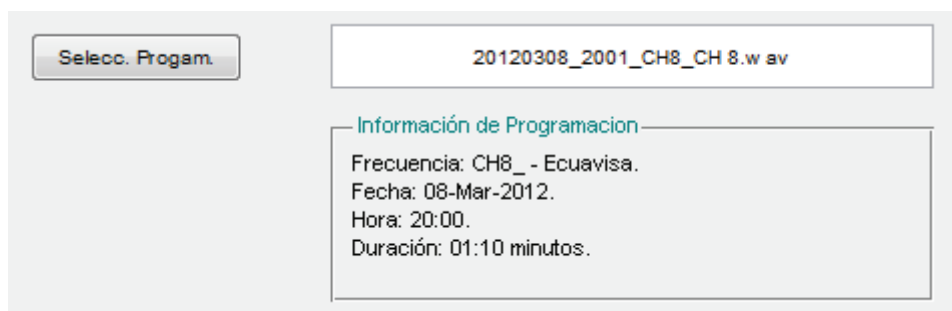 Selecc. Progam.
20120308_2001_CH8_CH 8.w av
Información de Programacion
Frecuencia: CH8_ - Ecuavisa.
Fecha: 08-Mar-2012.
Hora: 20:00.
Duración: 01:10 minutos.